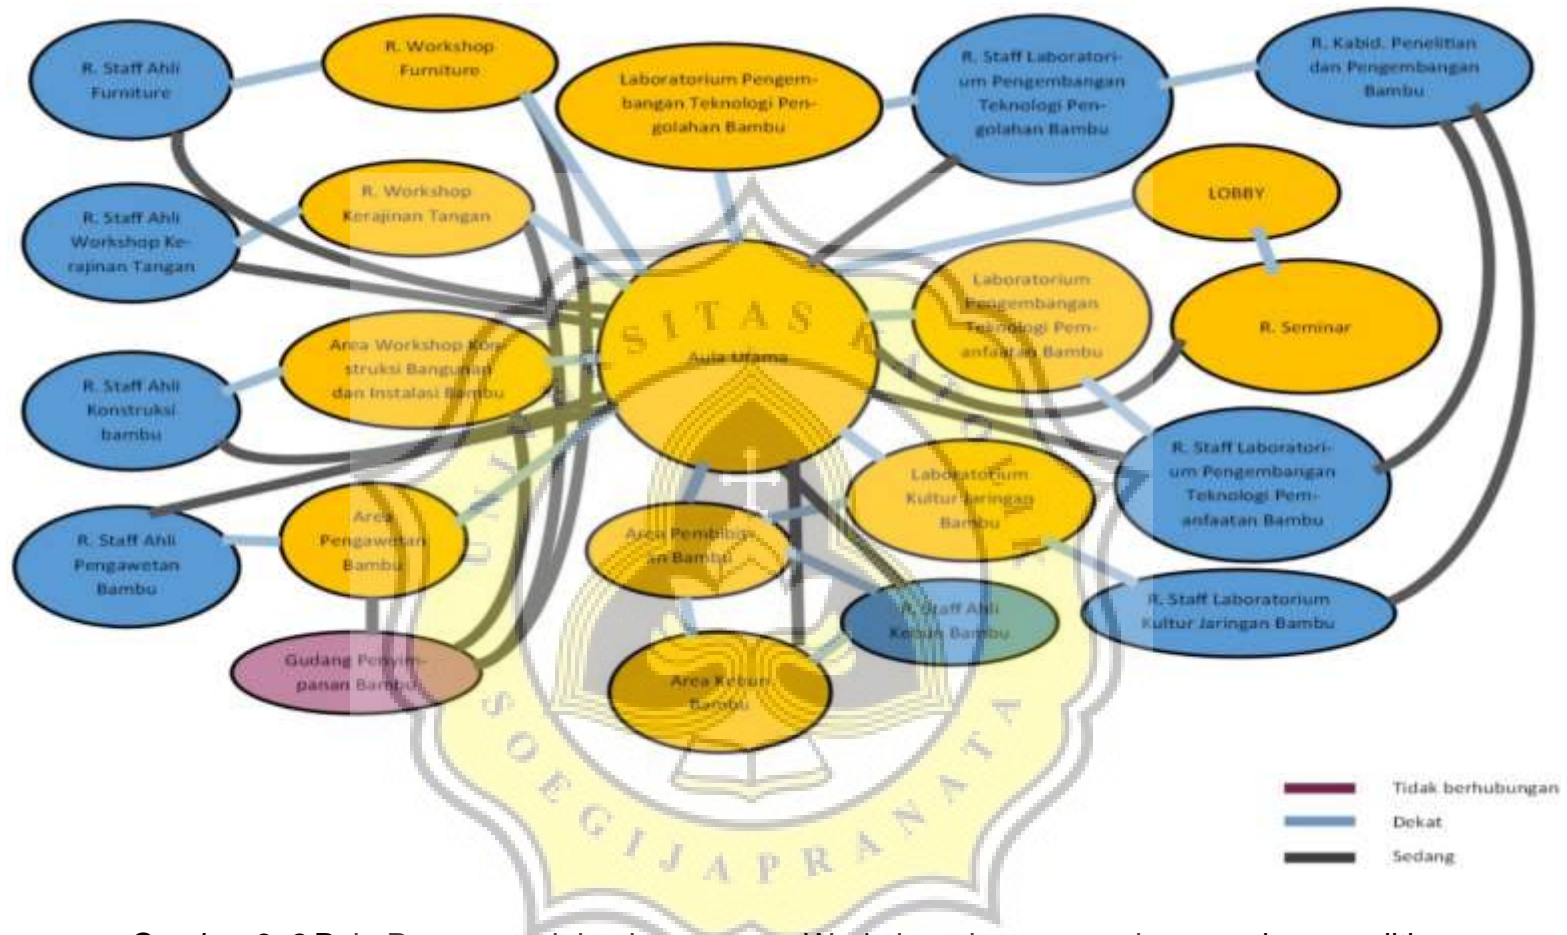 R. Staff Ahli
Furniture
R. Workshop
Furniture
Laboratorium Pengem-
bangan Teknologi Pen-
golahan Bambu
R. Staff Laboratori-
um Pengembangan
Teknologi Pen-
golahan Bambu
R. Kabid. Penelitian
dan Pengembangan
Bambu
R. Staff Ahli
Workshop Ke-
rajinan Tangan
R. Workshop
Kerajinan Tangan
LOBBY
Laboratorium
Pengembangan
Teknologi Pem-
anfaatan Bambu
R. Seminar
Aula Utama
R. Staff Ahli
Konstruksi
bambu
Area Workshop Kon-
struksi Bangunan
dan Instalasi Bambu
R. Staff Laboratori-
um Pengembangan
Teknologi Pem-
anfaatan Bambu
Laboratorium
Kultur Jaringan
Bambu
R. Staff Ahli
Pengawetan
Bambu
Area
Pengawetan
Bambu
Area Pembibit-
an Bambu
R. Staff Ahli
Kebun Bambu
R. Staff Laboratorium
Kultur Jaringan Bambu
Gudang Penyim-
panan Bambu
Area Kebun
Bambu
Tidak berhubungan
Dekat
Sedang
SITAS K
SOEGIJAPRANATA